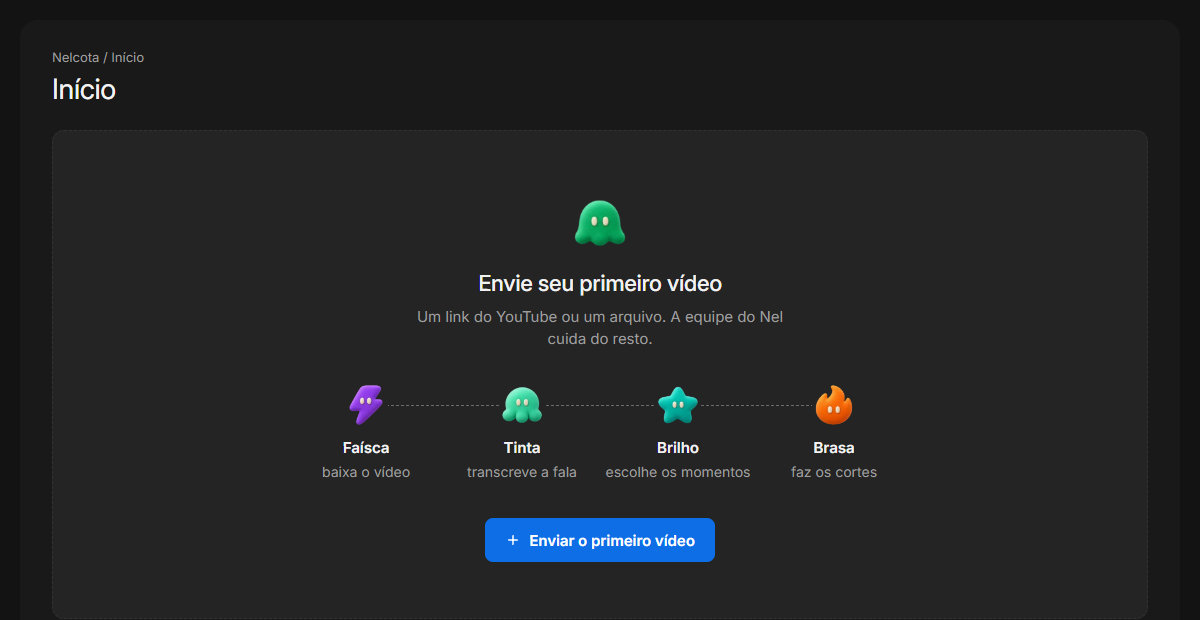 Nelcota / Início
Início
Envie seu primeiro vídeo
Um link do YouTube ou um arquivo. A equipe do Nel
cuida do resto.
Faísca
baixa o vídeo
Tinta
transcreve a fala
Brilho
escolhe os momentos
Brasa
faz os cortes
+ Enviar o primeiro vídeo